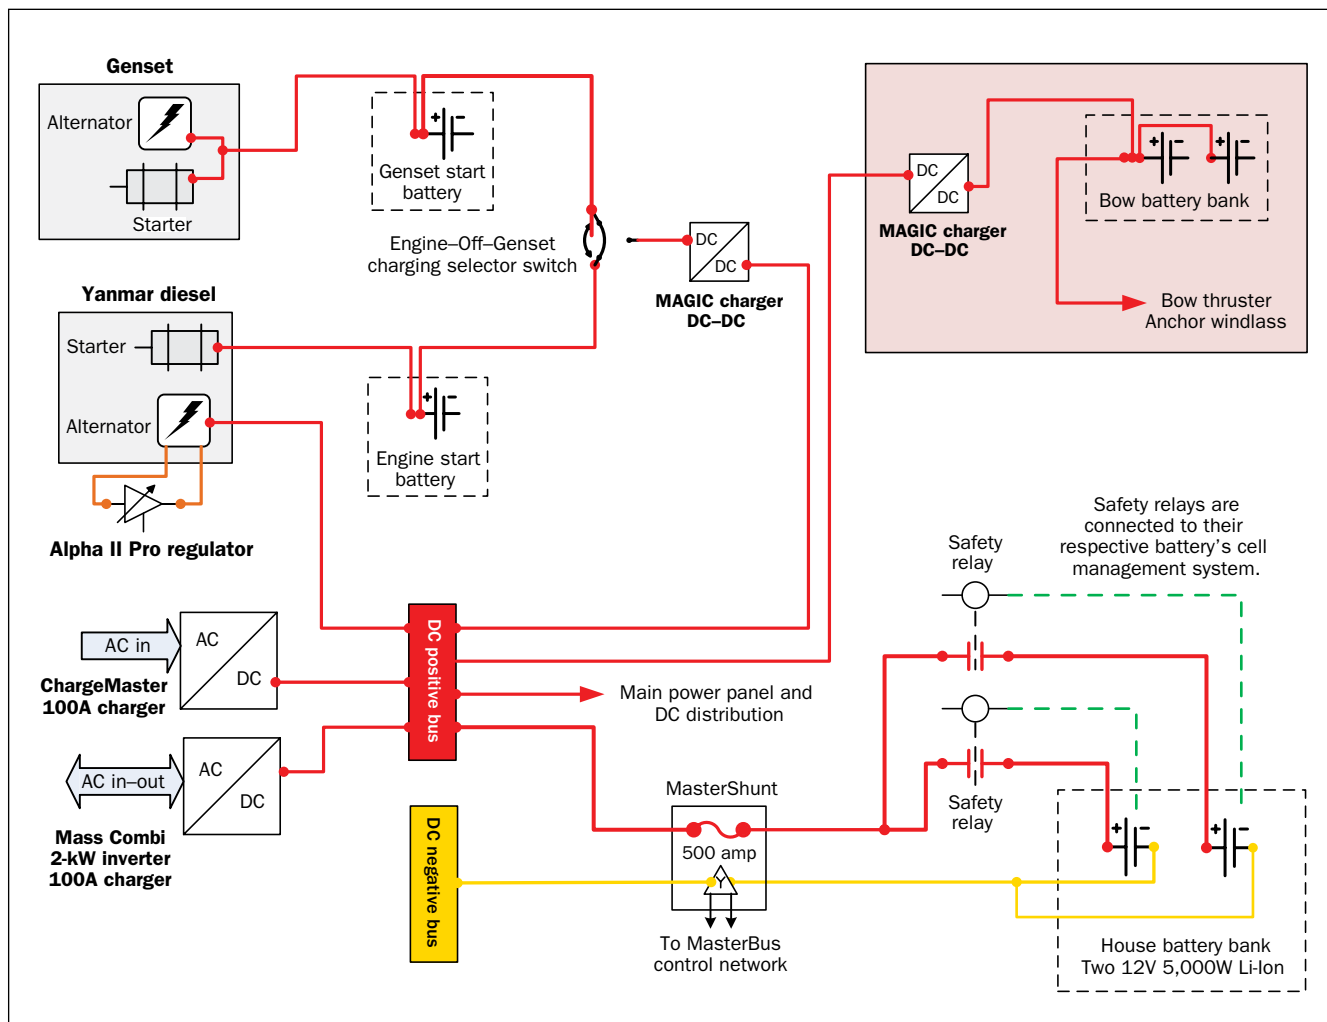 Genset
Alternator
Starter
+ -
Genset start
battery
Engine–Off–Genset
charging selector switch
DC
DC
MAGIC charger
DC–DC
DC
DC
MAGIC charger
DC–DC
+ - + -
Bow battery bank
Bow thruster
Anchor windlass
Yanmar diesel
Starter
Alternator
+ -
Engine start
battery
Alpha II Pro regulator
Safety relays are
connected to their
respective battery's cell
management system.
Safety
relay
AC in
AC
DC
ChargeMaster
100A charger
DC positive bus
Main power panel and
DC distribution
AC in–out
AC
DC
Mass Combi
2-kW inverter
100A charger
DC negative bus
MasterShunt
500 amp
Y
To MasterBus
control network
Safety
relay
+ - + -
House battery bank
Two 12V 5,000W Li-Ion